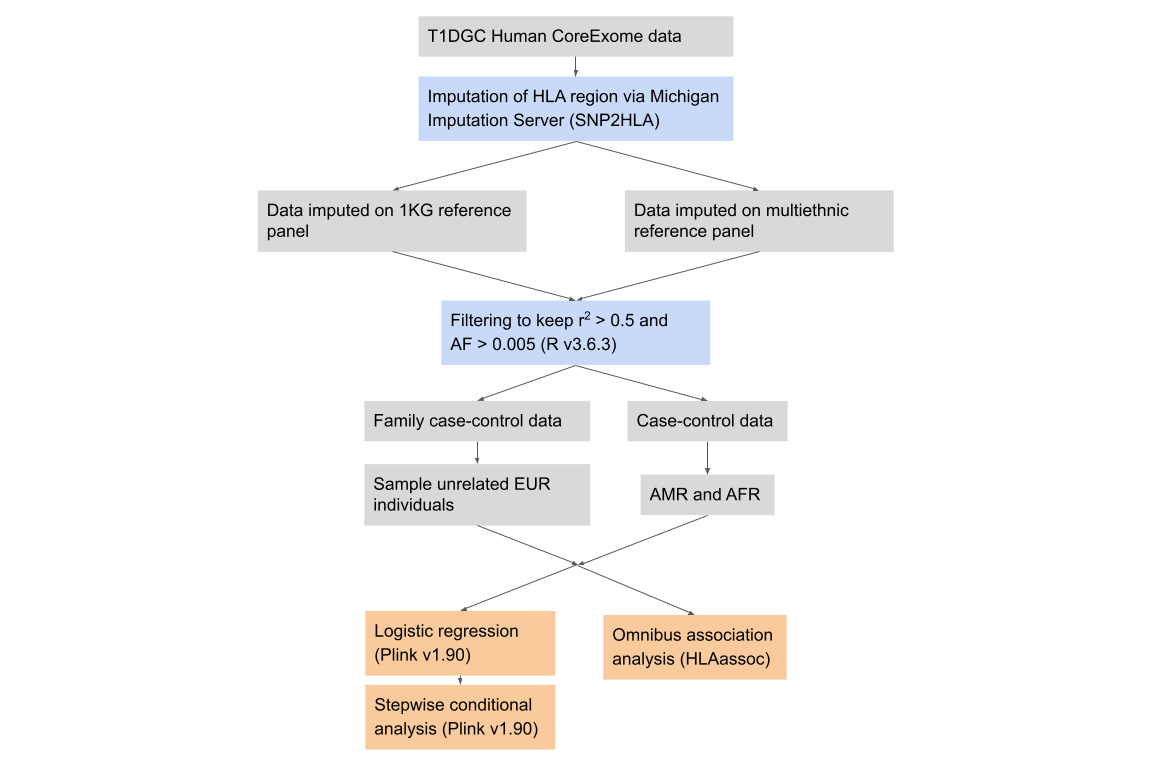 T1DGC Human CoreExome data
Imputation of HLA region via Michigan
Imputation Server (SNP2HLA)
Data imputed on 1KG reference
panel
Data imputed on multiethnic
reference panel
Filtering to keep r² > 0.5 and
AF > 0.005 (R v3.6.3)
Family case-control data
Case-control data
Sample unrelated EUR
individuals
AMR and AFR
Logistic regression
(Plink v1.90)
Omnibus association
analysis (HLAassoc)
Stepwise conditional
analysis (Plink v1.90)